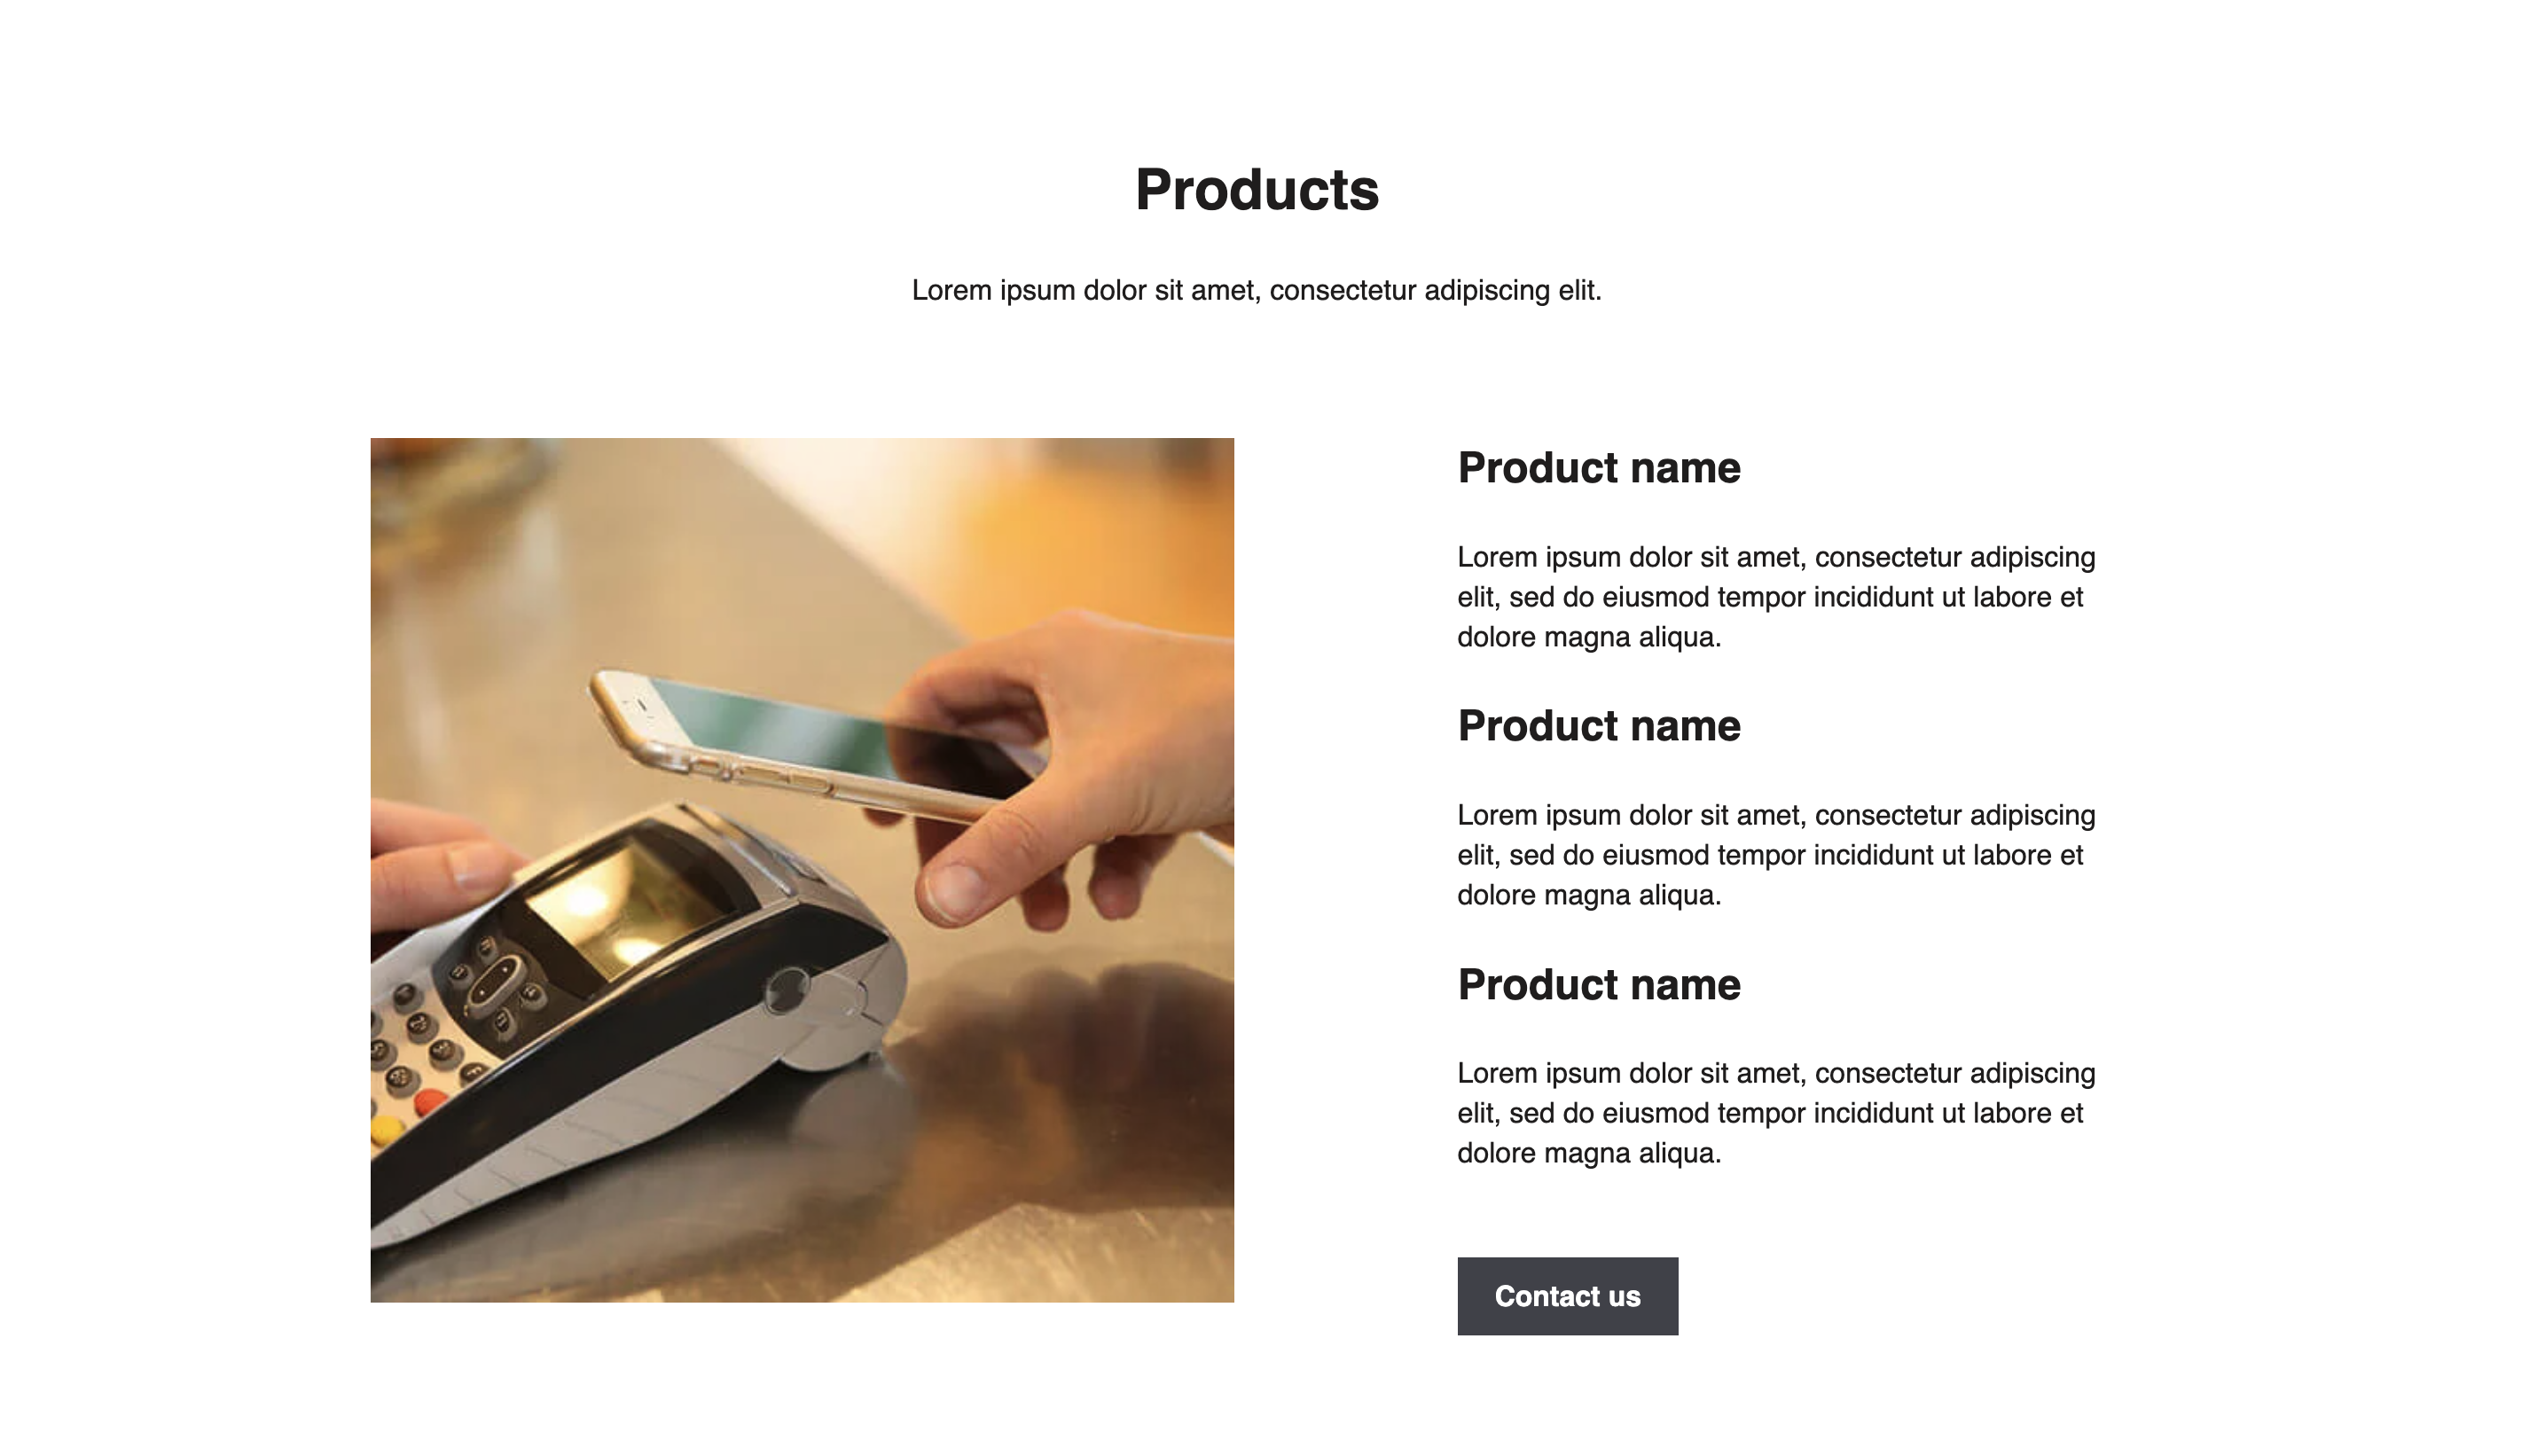 Products
Lorem ipsum dolor sit amet, consectetur adipiscing elit.
Product name
Lorem ipsum dolor sit amet, consectetur adipiscing
elit, sed do eiusmod tempor incididunt ut labore et
dolore magna aliqua.
Product name
Lorem ipsum dolor sit amet, consectetur adipiscing
elit, sed do eiusmod tempor incididunt ut labore et
dolore magna aliqua.
Product name
Lorem ipsum dolor sit amet, consectetur adipiscing
elit, sed do eiusmod tempor incididunt ut labore et
dolore magna aliqua.
Contact us